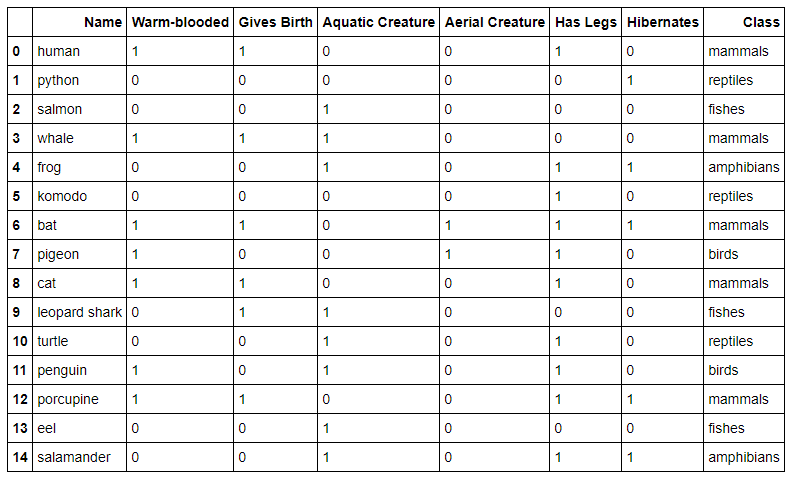 Name Warm-blooded Gives Birth Aquatic Creature Aerial Creature Has Legs Hibernates Class
0 human 1 1 0 0 1 0 mammals
1 python 0 0 0 0 0 1 reptiles
2 salmon 0 0 1 0 0 0 fishes
3 whale 1 1 1 0 0 0 mammals
4 frog 0 0 1 0 1 1 amphibians
5 komodo 0 0 0 0 1 0 reptiles
6 bat 1 1 0 1 1 1 mammals
7 pigeon 1 0 0 1 1 0 birds
8 cat 1 1 0 0 1 0 mammals
9 leopard shark 0 1 1 0 0 0 fishes
10 turtle 0 0 1 0 1 0 reptiles
11 penguin 1 0 1 0 1 0 birds
12 porcupine 1 1 0 0 1 1 mammals
13 eel 0 0 1 0 0 0 fishes
14 salamander 0 0 1 0 1 1 amphibians